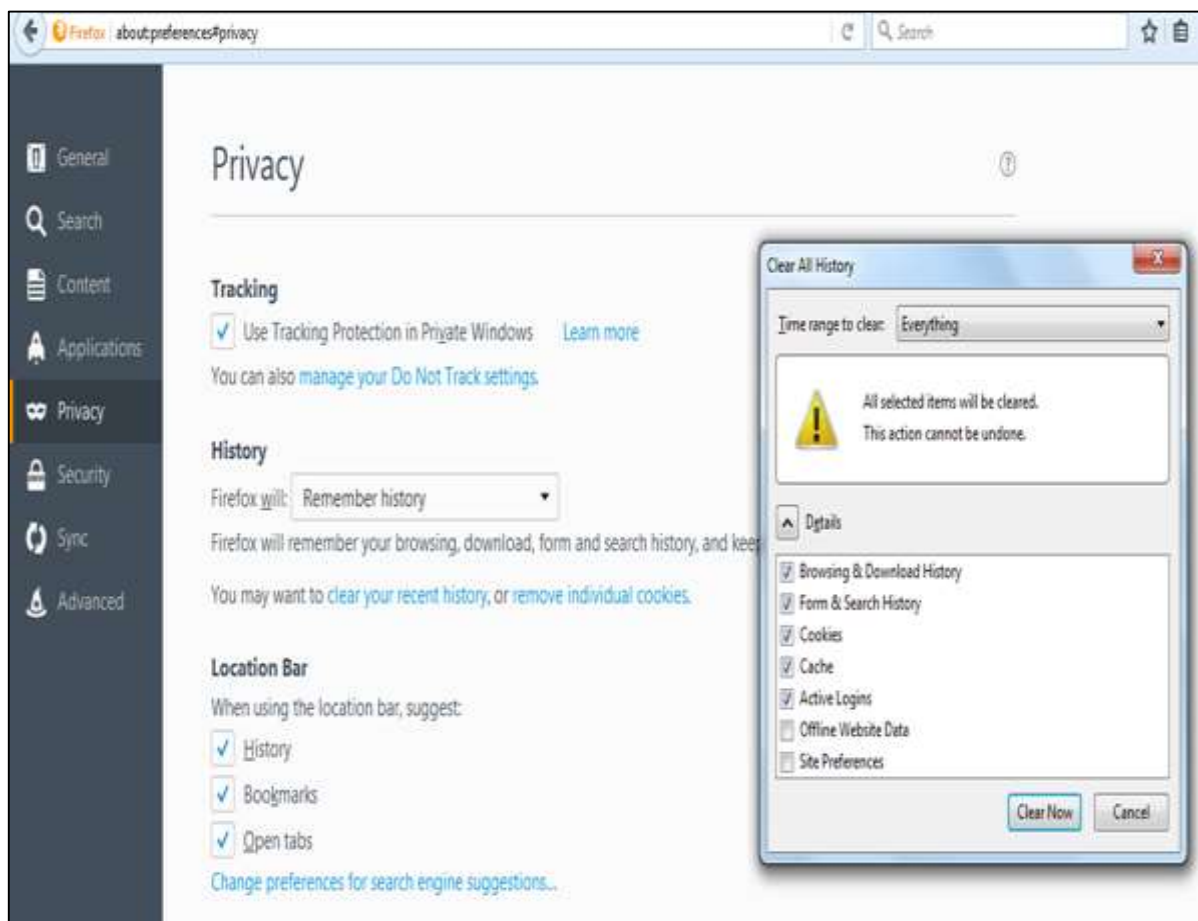 Firefox about:preferences#privacy
Search
General
Search
Content
Applications
Privacy
Security
Sync
Advanced
Privacy
Tracking
Use Tracking Protection in Private Windows Learn more
You can also manage your Do Not Track settings.
History
Firefox will: Remember history
Firefox will remember your browsing, download, form and search history, and keep
You may want to clear your recent history, or remove individual cookies.
Location Bar
When using the location bar, suggest:
History
Bookmarks
Open tabs
Change preferences for search engine suggestions...
Clear All History
Time range to clear: Everything
All selected items will be cleared.
This action cannot be undone.
Details
Browsing & Download History
Form & Search History
Cookies
Cache
Active Logins
Offline Website Data
Site Preferences
Clear Now Cancel